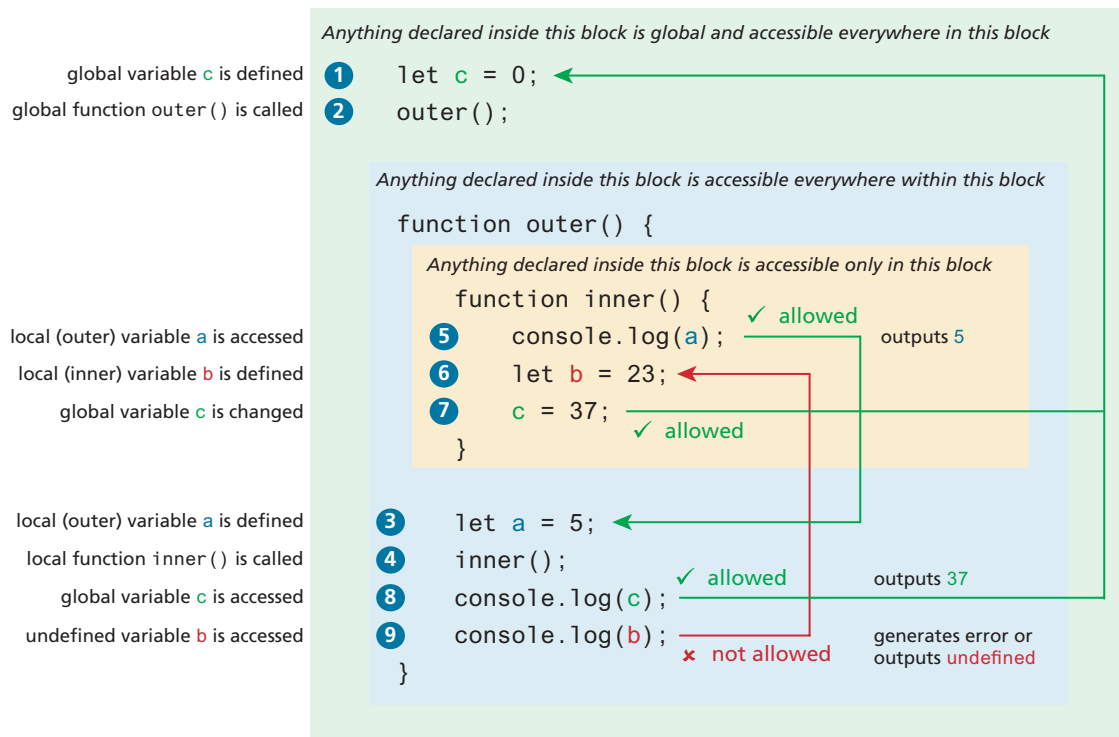 Anything declared inside this block is global and accessible everywhere in this block
global variable c is defined 1 let c = 0;
global function outer() is called 2 outer();
Anything declared inside this block is accessible everywhere within this block
function outer() {
Anything declared inside this block is accessible only in this block
function inner() {
✓ allowed
local (outer) variable a is accessed 5 console.log(a); outputs 5
local (inner) variable b is defined 6 let b = 23;
global variable c is changed 7 c = 37;
✓ allowed
}
local (outer) variable a is defined 3 let a = 5;
local function inner() is called 4 inner();
✓ allowed outputs 37
global variable c is accessed 8 console.log(c);
undefined variable b is accessed 9 console.log(b);
✗ not allowed
generates error or
outputs undefined
}